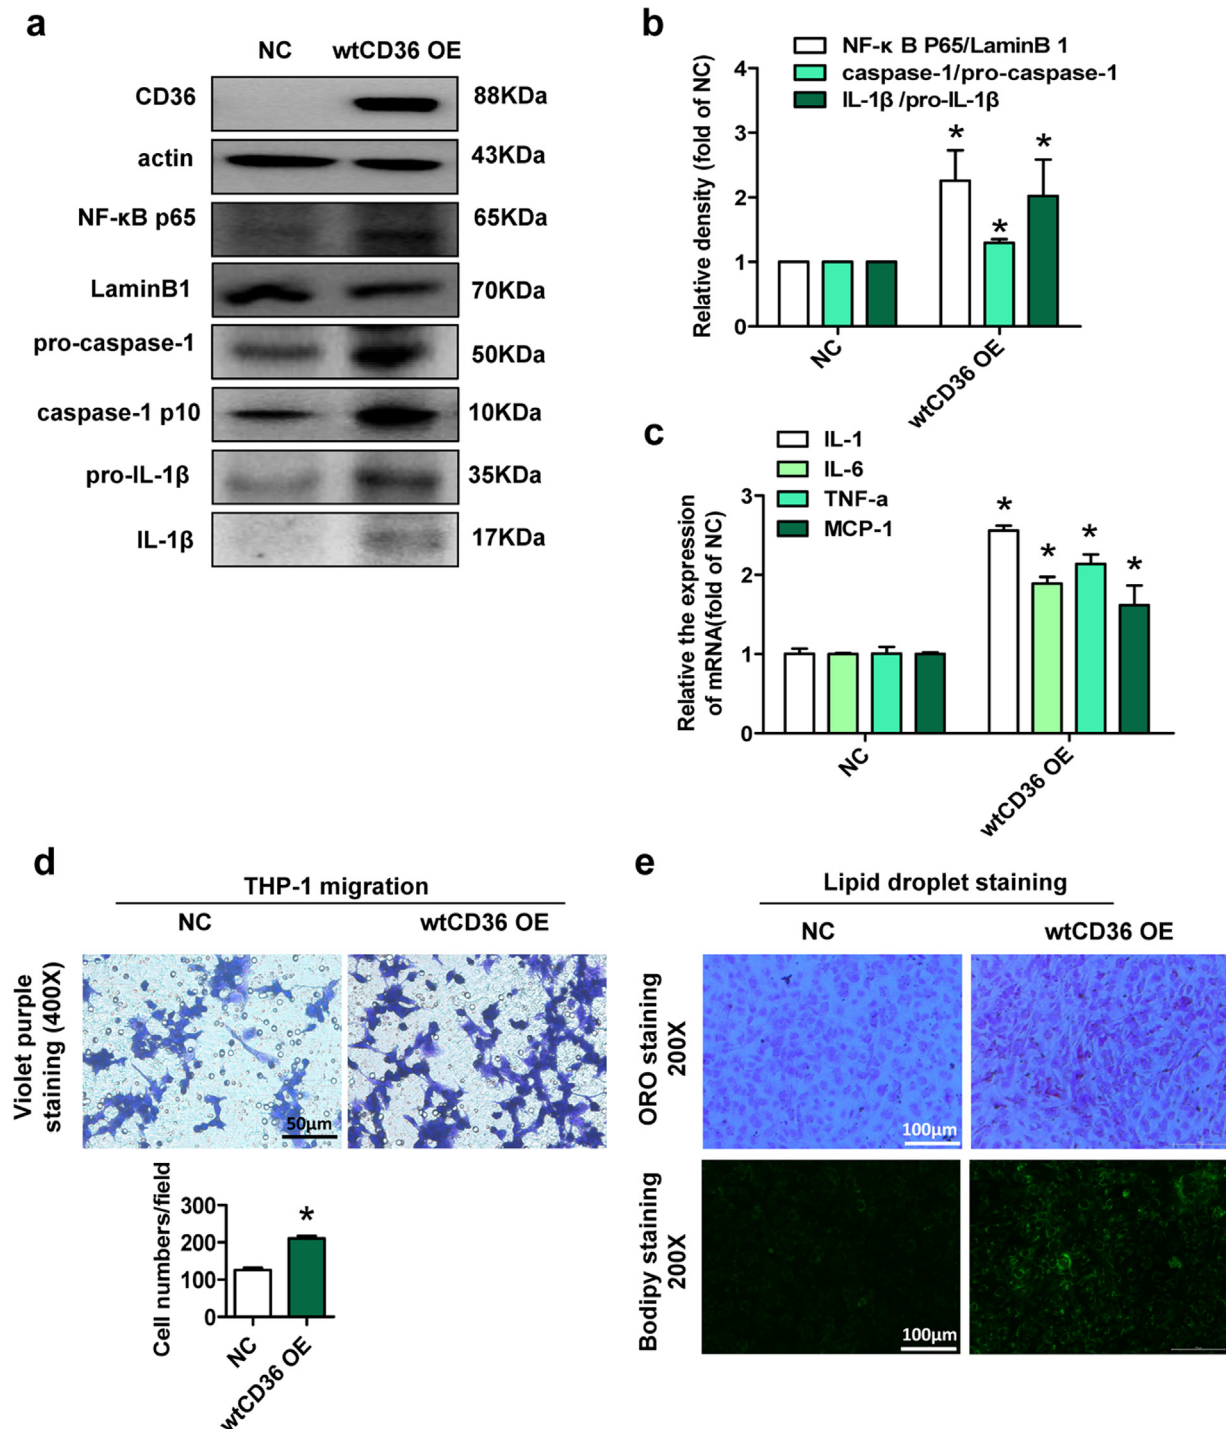 a
NC wtCD36 OE
CD36 88KDa
actin 43KDa
NF-κB p65 65KDa
LaminB1 70KDa
pro-caspase-1 50KDa
caspase-1 p10 10KDa
pro-IL-1β 35KDa
IL-1β 17KDa
b
NF-κ B P65/LaminB 1
caspase-1/pro-caspase-1
IL-1β /pro-IL-1β
Relative density (fold of NC)
4
3
2
1
0
* * *
NC
wtCD36 OE
c
IL-1
IL-6
TNF-a
MCP-1
Relative the expression
of mRNA(fold of NC)
3
2
1
0
* * * *
NC
wtCD36 OE
d
THP-1 migration
NC wtCD36 OE
Violet purple
staining (400X)
50μm
Cell numbers/field
300
200
100
0
*
NC
wtCD36 OE
e
Lipid droplet staining
NC wtCD36 OE
ORO staining
200X
100μm
Bodipy staining
200X
100μm